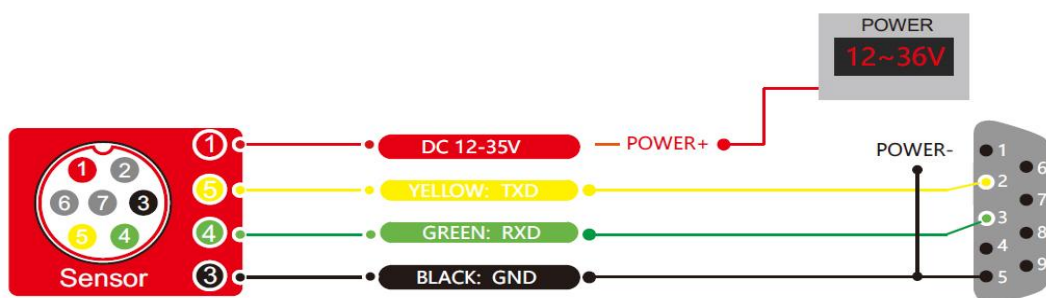 POWER
12~36V
1
DC 12-35V
POWER+
POWER-
1
6
1 2
5
YELLOW: TXD
2
7
6 7 3
4
GREEN: RXD
3
8
5 4
4
9
Sensor
3
BLACK: GND
5